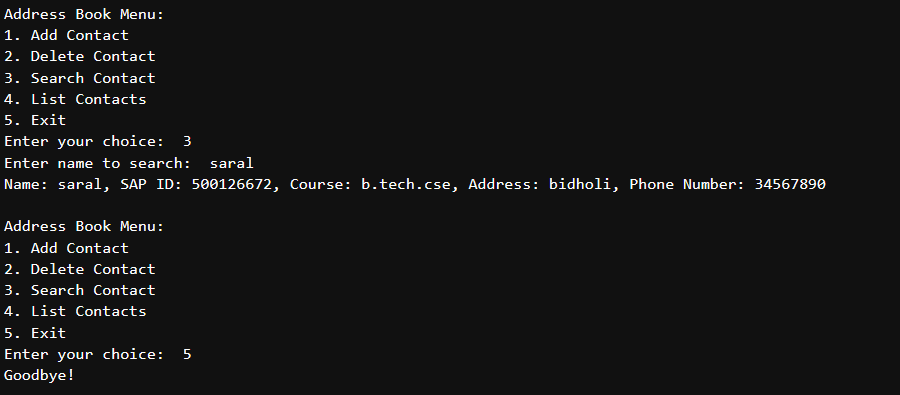 Address Book Menu:
1. Add Contact
2. Delete Contact
3. Search Contact
4. List Contacts
5. Exit
Enter your choice:  3
Enter name to search:  saral
Name: saral, SAP ID: 500126672, Course: b.tech.cse, Address: bidholi, Phone Number: 34567890

Address Book Menu:
1. Add Contact
2. Delete Contact
3. Search Contact
4. List Contacts
5. Exit
Enter your choice:  5
Goodbye!